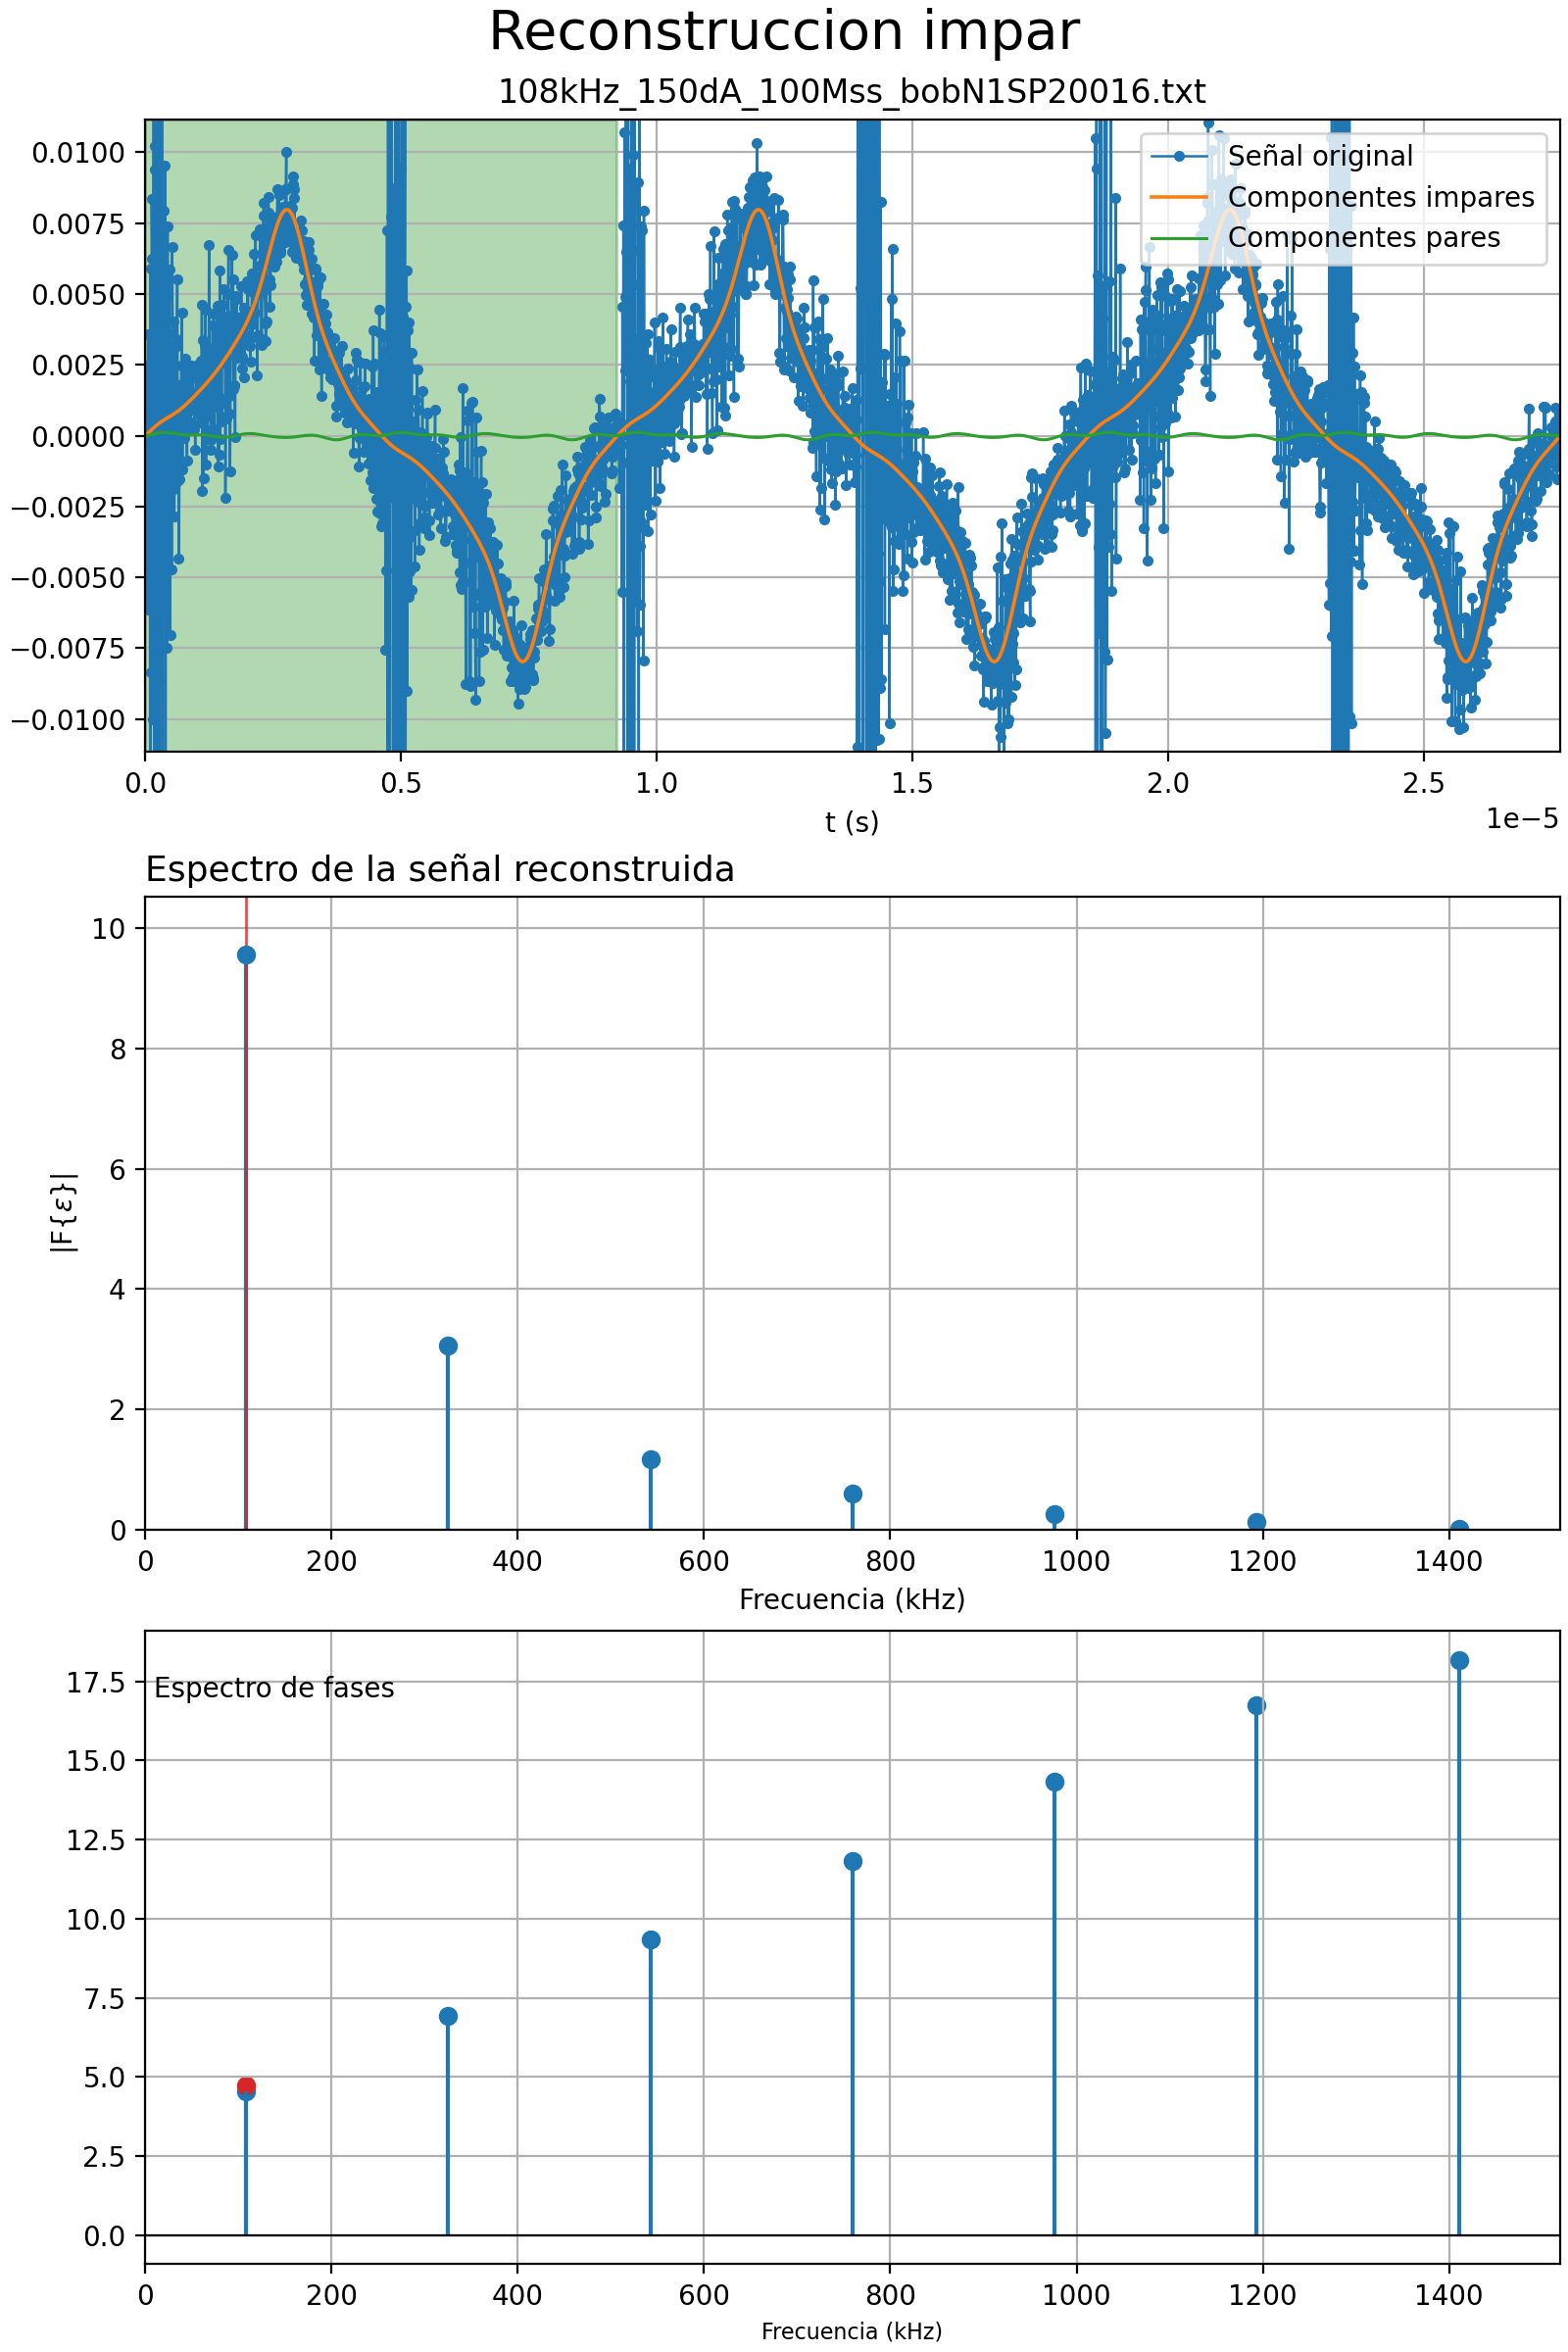 Reconstruccion impar
108kHz_150dA_100Mss_bobN1SP20016.txt
0.0100
0.0075
0.0050
0.0025
0.0000
−0.0025
−0.0050
−0.0075
−0.0100
Señal original
Componentes impares
Componentes pares
0.0 0.5 1.0 1.5 2.0 2.5
t (s)
1e−5
Espectro de la señal reconstruida
10
8
6
4
2
0
|F{ε}|
0 200 400 600 800 1000 1200 1400
Frecuencia (kHz)
17.5
Espectro de fases
15.0
12.5
10.0
7.5
5.0
2.5
0.0
0 200 400 600 800 1000 1200 1400
Frecuencia (kHz)